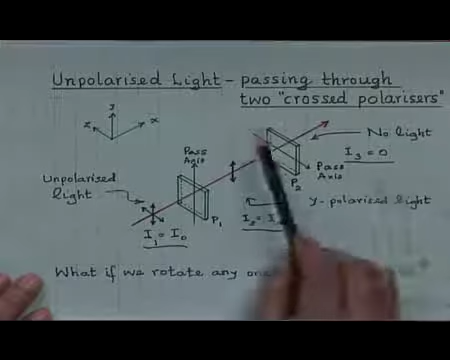 Unpolarised Light - passing through
two "crossed polarisers"
y
z
x
Pass
Axis
No light
I₃ = 0
Unpolarised
light
Pass
Axis
P₂
y-polarised light
P₁
I₁ = I₀
I₂ = I
What if we rotate any one